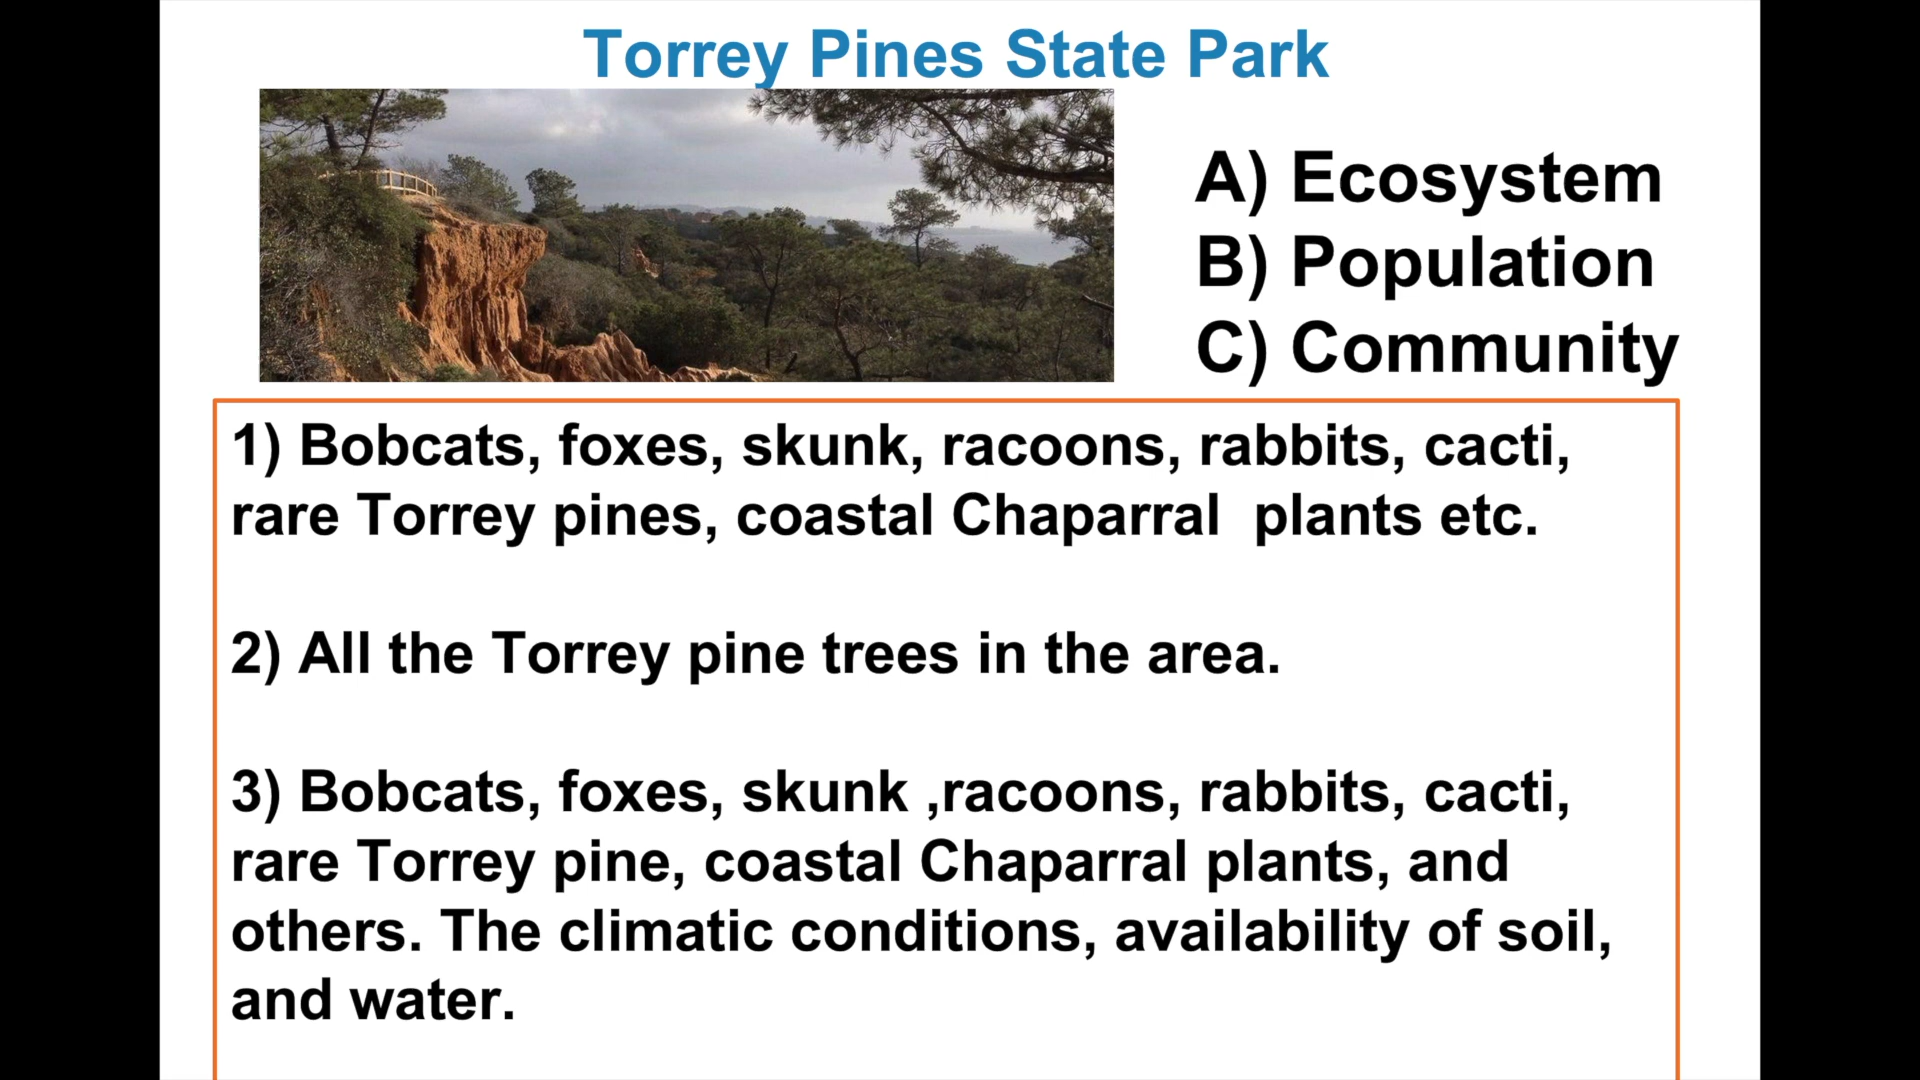 Torrey Pines State Park
A) Ecosystem
B) Population
C) Community
1) Bobcats, foxes, skunk, racoons, rabbits, cacti,
rare Torrey pines, coastal Chaparral  plants etc.
2) All the Torrey pine trees in the area.
3) Bobcats, foxes, skunk ,racoons, rabbits, cacti,
rare Torrey pine, coastal Chaparral plants, and
others. The climatic conditions, availability of soil,
and water.